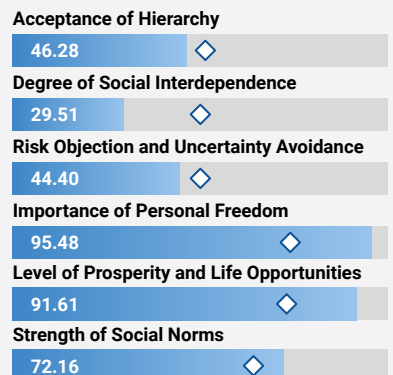 Acceptance of Hierarchy
46.28
Degree of Social Interdependence
29.51
Risk Objection and Uncertainty Avoidance
44.40
Importance of Personal Freedom
95.48
Level of Prosperity and Life Opportunities
91.61
Strength of Social Norms
72.16